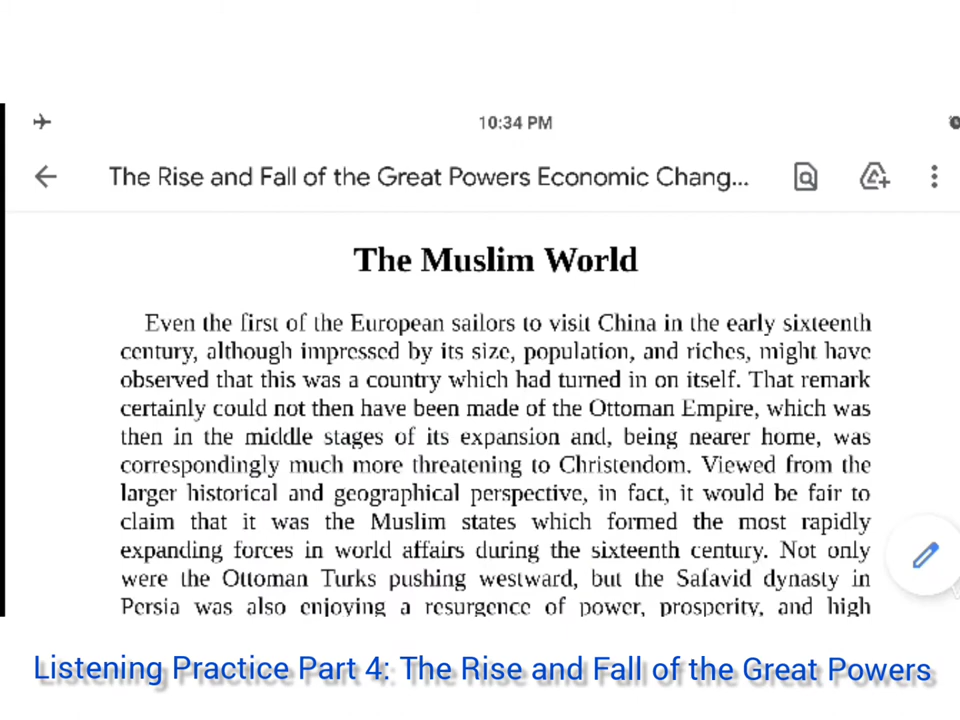 10:34 PM
The Rise and Fall of the Great Powers Economic Chang...
The Muslim World
Even the first of the European sailors to visit China in the early sixteenth
century, although impressed by its size, population, and riches, might have
observed that this was a country which had turned in on itself. That remark
certainly could not then have been made of the Ottoman Empire, which was
then in the middle stages of its expansion and, being nearer home, was
correspondingly much more threatening to Christendom. Viewed from the
larger historical and geographical perspective, in fact, it would be fair to
claim that it was the Muslim states which formed the most rapidly
expanding forces in world affairs during the sixteenth century. Not only
were the Ottoman Turks pushing westward, but the Safavid dynasty in
Persia was also enjoying a resurgence of power, prosperity, and high
Listening Practice Part 4: The Rise and Fall of the Great Powers